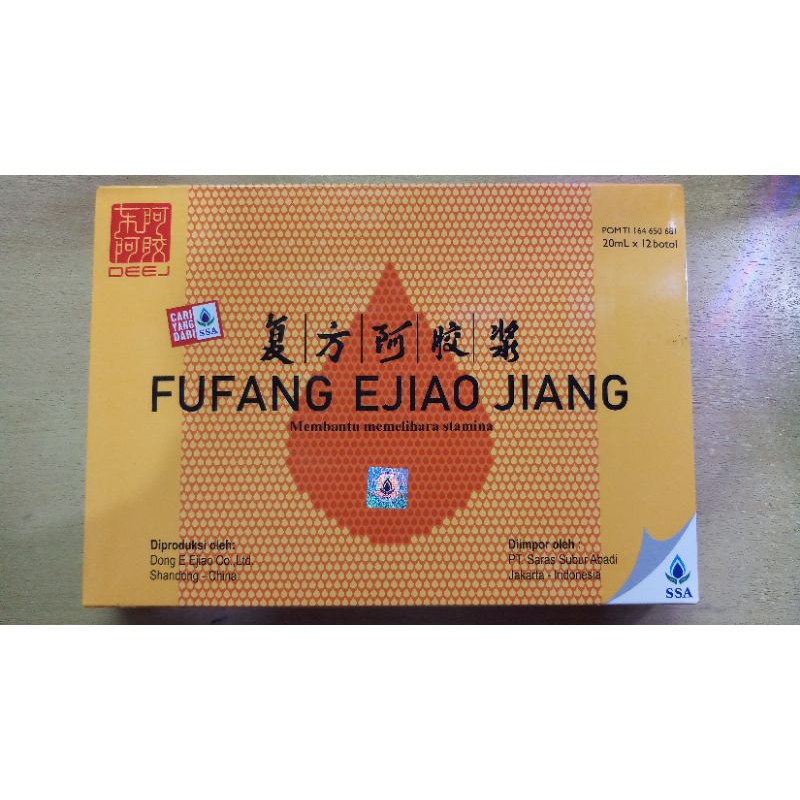 东阿
阿胶
DEEJ
POM TI 164 650 681
20mL x 12 botol
CARI
YANG
DARI
SSA
复方阿胶浆
FUFANG EJIAO JIANG
Membantu memelihara stamina
Diproduksi oleh:
Dong E Ejiao Co.,Ltd.
Shandong - China
Diimpor oleh :
PT. Saras Subur Abadi
Jakarta - Indonesia
SSA